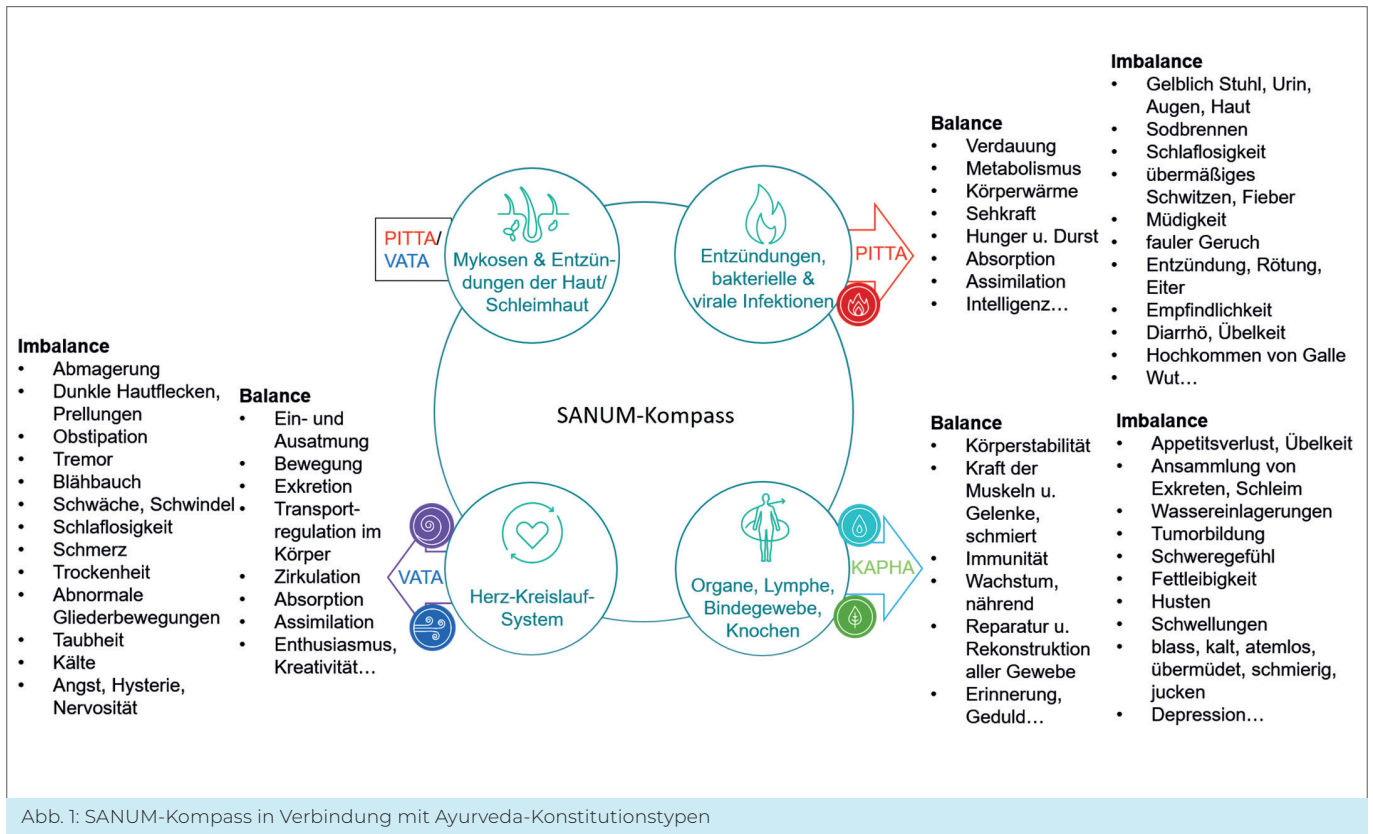 Imbalance
• Gelblich Stuhl, Urin,
Augen, Haut
• Sodbrennen
• Schlaflosigkeit
• übermäßiges
Schwitzen, Fieber
• Müdigkeit
• fauler Geruch
• Entzündung, Rötung,
Eiter
• Empfindlichkeit
• Diarrhö, Übelkeit
• Hochkommen von Galle
• Wut…
Balance
• Verdauung
• Metabolismus
• Körperwärme
• Sehkraft
• Hunger u. Durst
• Absorption
• Assimilation
• Intelligenz…
PITTA/
VATA
Mykosen & Entzün-
dungen der Haut/
Schleimhaut
Entzündungen,
bakterielle &
virale Infektionen
PITTA
Imbalance
• Abmagerung
• Dunkle Hautflecken,
Prellungen
• Obstipation
• Tremor
• Blähbauch
• Schwäche, Schwindel
• Schlaflosigkeit
• Schmerz
• Trockenheit
• Abnormale
Gliederbewegungen
• Taubheit
• Kälte
• Angst, Hysterie,
Nervosität
Balance
• Ein- und
Ausatmung
• Bewegung
• Exkretion
• Transport-
regulation im
Körper
• Zirkulation
• Absorption
• Assimilation
• Enthusiasmus,
Kreativität…
SANUM-Kompass
VATA
Herz-Kreislauf-
System
Organe, Lymphe,
Bindegewebe,
Knochen
KAPHA
Balance
• Körperstabilität
• Kraft der
Muskeln u.
Gelenke,
schmiert
• Immunität
• Wachstum,
nährend
• Reparatur u.
Rekonstruktion
aller Gewebe
• Erinnerung,
Geduld…
Imbalance
• Appetitsverlust, Übelkeit
• Ansammlung von
Exkreten, Schleim
• Wassereinlagerungen
• Tumorbildung
• Schweregefühl
• Fettleibigkeit
• Husten
• Schwellungen
• blass, kalt, atemlos,
übermüdet, schmierig,
jucken
• Depression…
Abb. 1: SANUM-Kompass in Verbindung mit Ayurveda-Konstitutionstypen